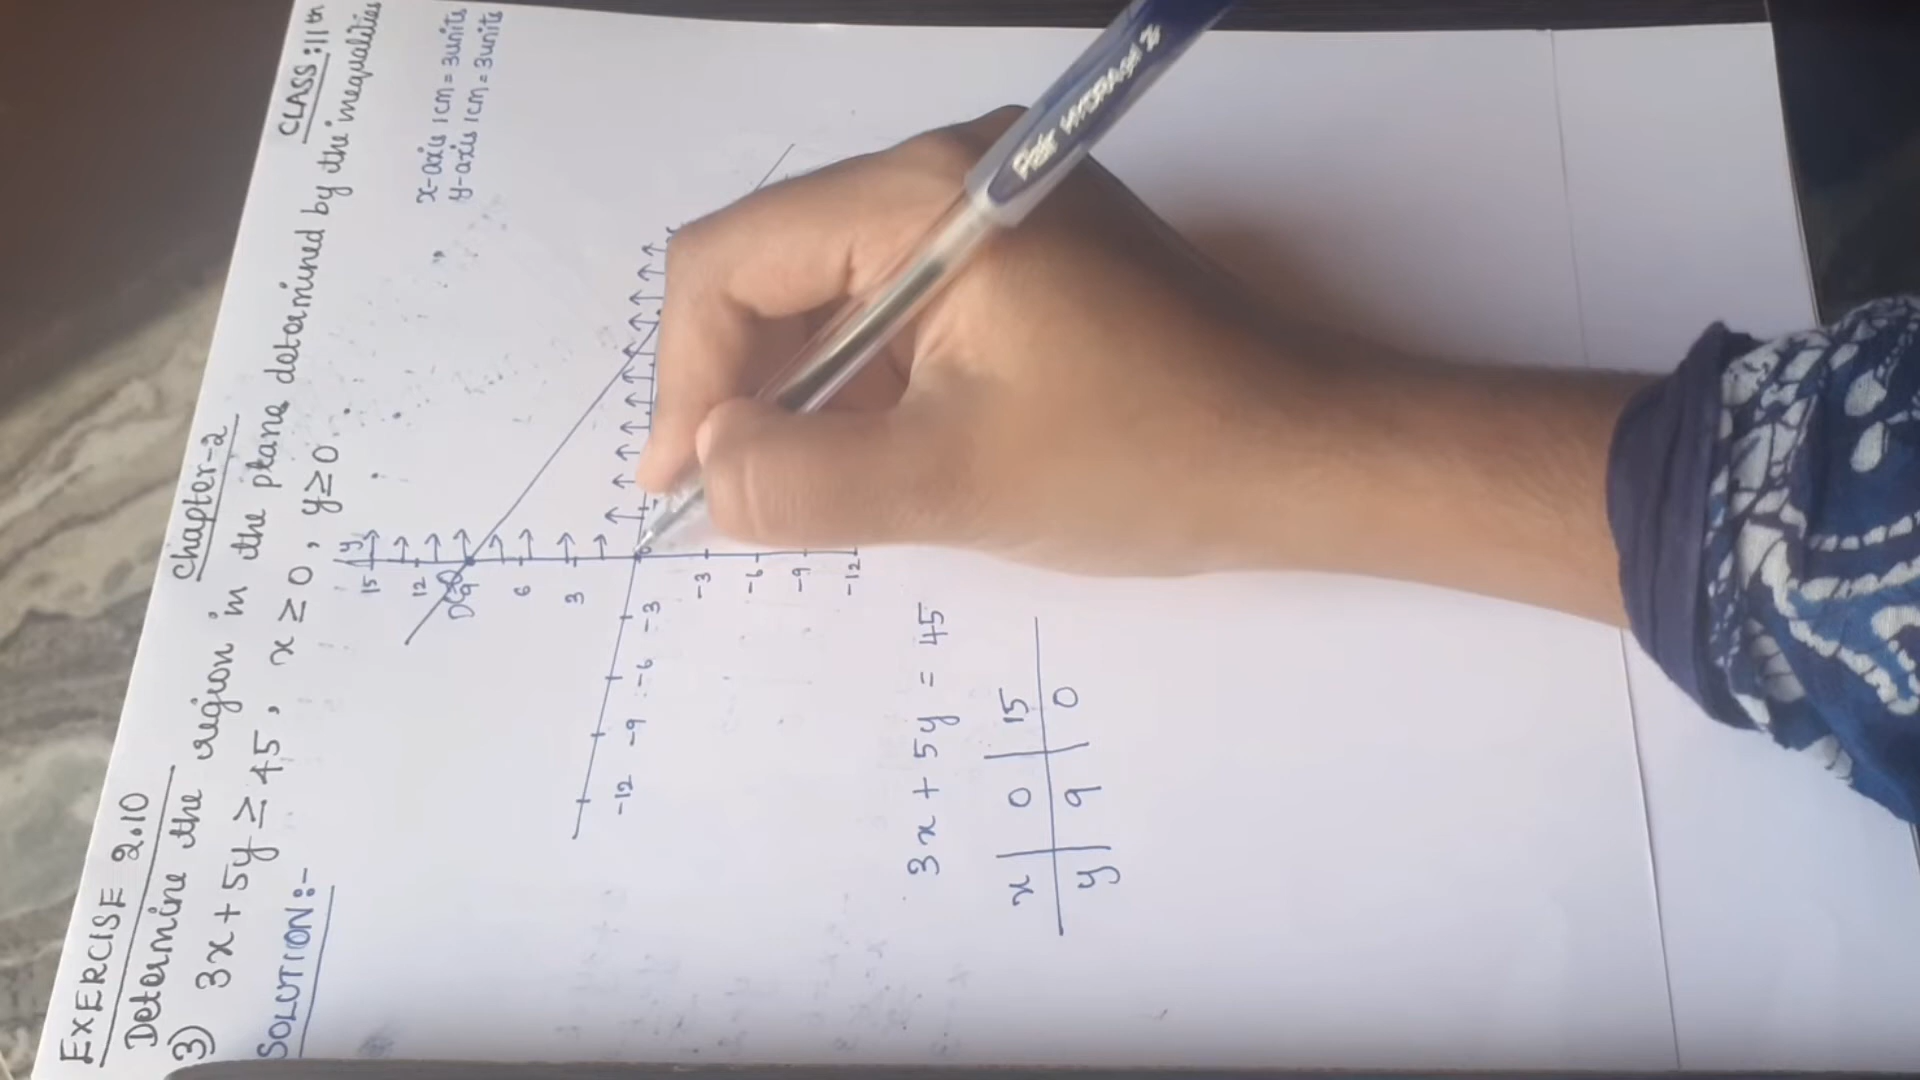 CLASS : 11th
Chapter-2
EXERCISE 2.10
Determine the region in the plane determined by the inequalities
3) 3x + 5y ≥ 45, x ≥ 0, y ≥ 0.
SOLUTION:-
x-axis 1cm = 3units
y-axis 1cm = 3units
y
15
12
9
6
3
-12 -9 -6 -3
-3
-6
-9
-12
3x + 5y = 45
x | 0 | 15
y | 9 | 0